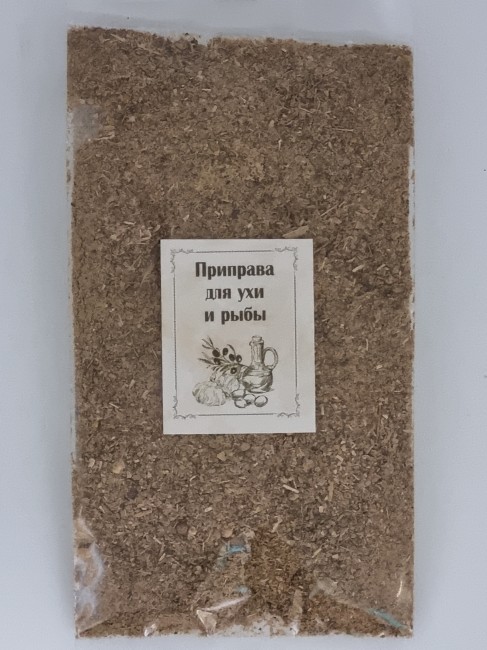 Приправа
для ухи
и рыбы